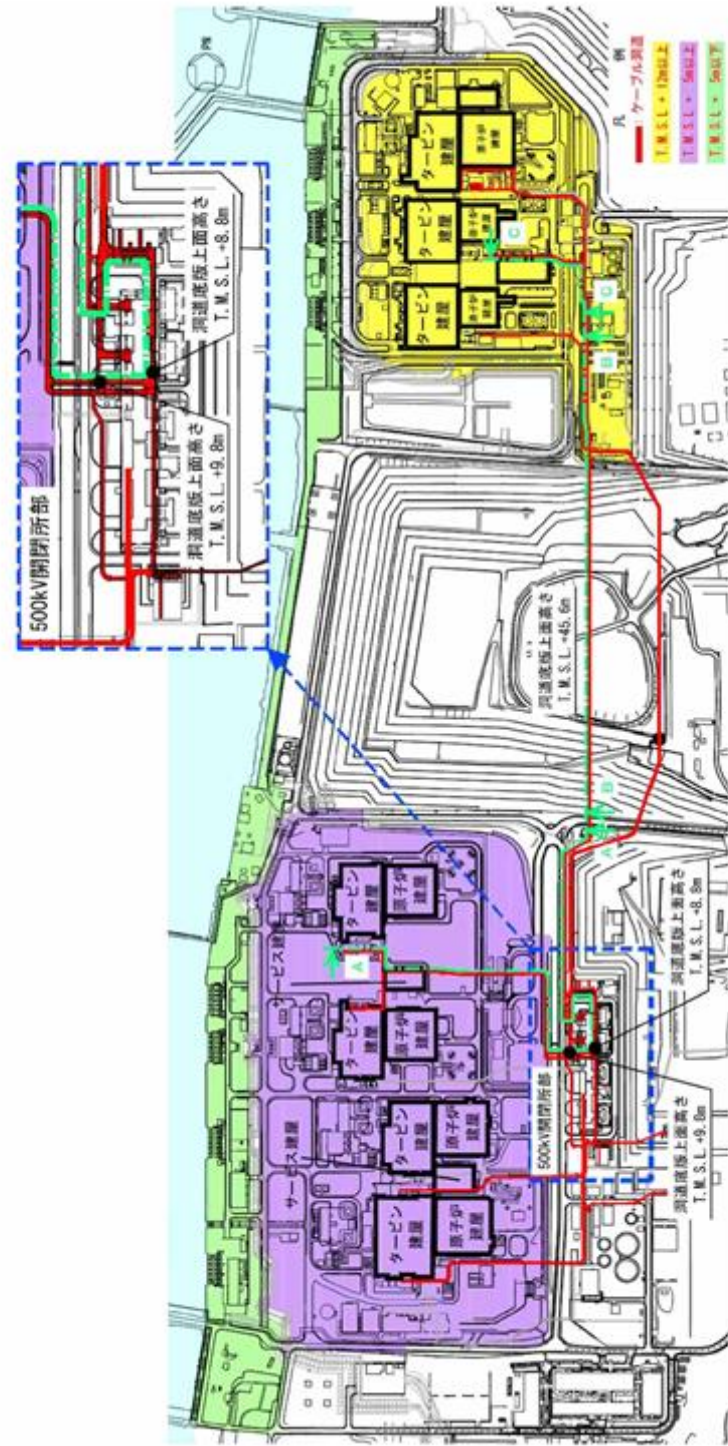 500kV開閉所部
洞道底版上面高さ
T.M.S.L.+9.8m
洞道底版上面高さ
T.M.S.L.+8.8m
PN
凡 例
ケーブル洞道
T.M.S.L + 12m以上
T.M.S.L + 5m以上
T.M.S.L + 5m以下
サービス建屋
サービス建屋
タービン
建屋
原子炉
建屋
タービン
建屋
原子炉
建屋
タービン
建屋
原子炉
建屋
タービン
建屋
原子炉
建屋
タービン
建屋
原子炉
建屋
タービン
建屋
原子炉
建屋
タービン
建屋
原子炉
建屋
A
A
B
B
C
C
洞道底版上面高さ
T.M.S.L.+45.6m
500kV開閉所部
洞道底版上面高さ
T.M.S.L.+9.8m
洞道底版上面高さ
T.M.S.L.+8.8m